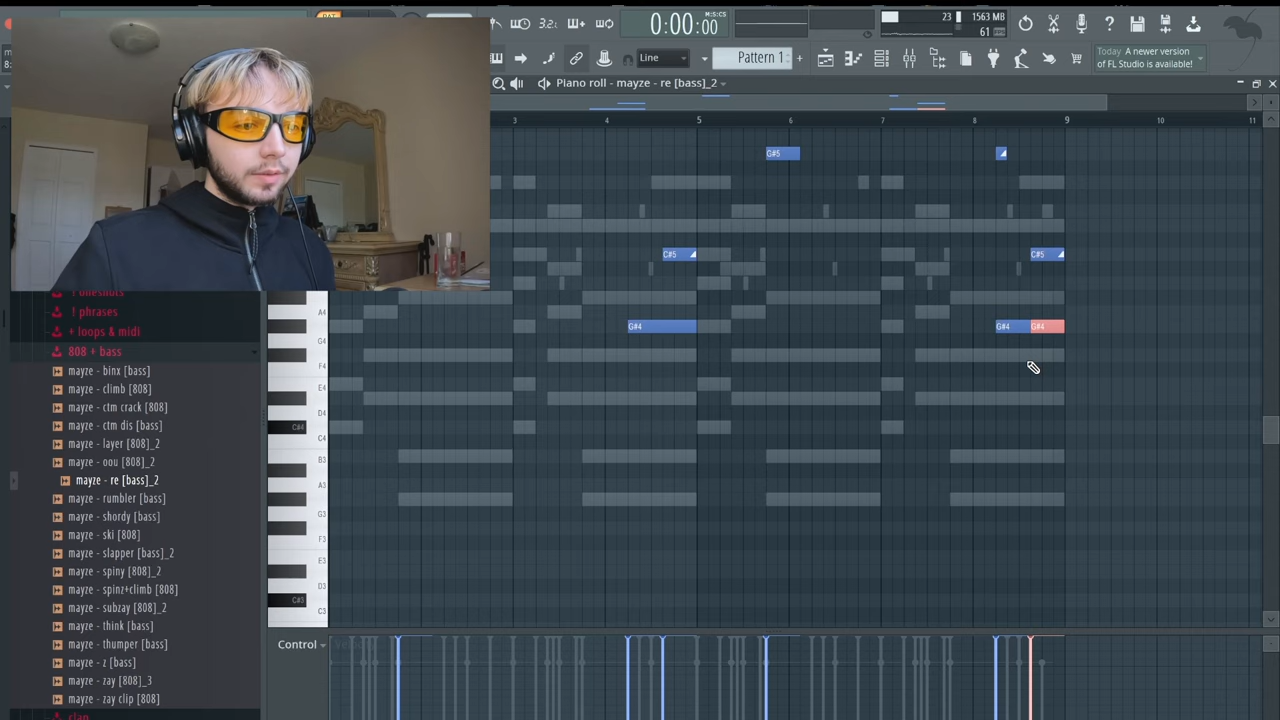 3.2:
0:00:00
M:S:CS
23
1563 MB
61
Line
Pattern 1
Today
A newer version
of FL Studio is available!
Piano roll - mayze - re [bass]_2
3 4 5 6 7 8 9 10 11
G#5
C#5
C#5
G#4
G#4
G#4
A4
G4
F4
E4
D4
C#4
C4
B3
A3
G3
F3
E3
D3
C#3
C3
! oneshots
! phrases
+ loops & midi
808 + bass
mayze - binx [bass]
mayze - climb [808]
mayze - ctm crack [808]
mayze - ctm dis [bass]
mayze - layer [808]_2
mayze - oou [808]_2
mayze - re [bass]_2
mayze - rumbler [bass]
mayze - shordy [bass]
mayze - ski [808]
mayze - slapper [bass]_2
mayze - spiny [808]_2
mayze - spinz+climb [808]
mayze - subzay [808]_2
mayze - think [bass]
mayze - thumper [bass]
mayze - z [bass]
mayze - zay [808]_3
mayze - zay clip [808]
clap
Control